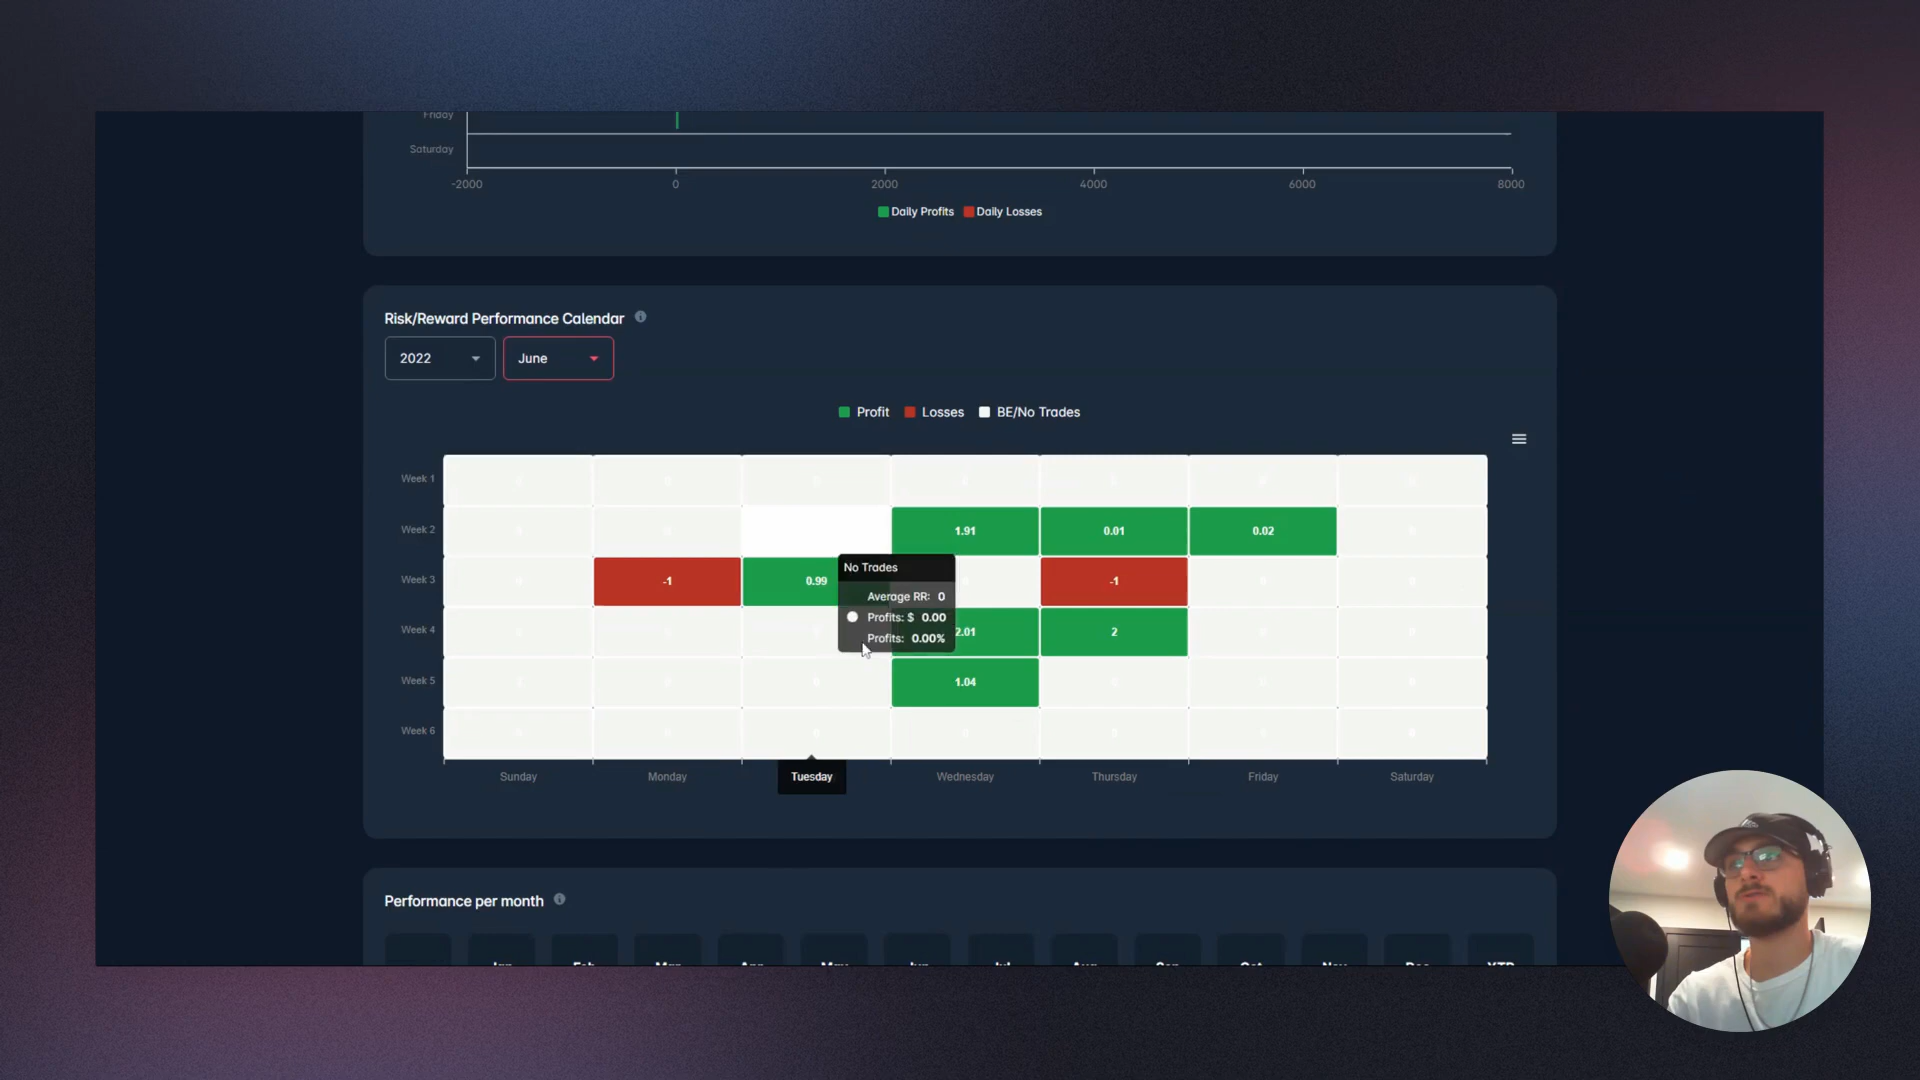 Friday
Saturday
-2000 0 2000 4000 6000 8000
Daily Profits Daily Losses
Risk/Reward Performance Calendar
2022 June
Profit Losses BE/No Trades
Week 1
Week 2 1.91 0.01 0.02
Week 3 -1 0.99 -1
No Trades
Average RR: 0
Profits: $ 0.00
Profits: 0.00%
Week 4 2.01 2
Week 5 1.04
Week 6
Sunday Monday Tuesday Wednesday Thursday Friday Saturday
Performance per month